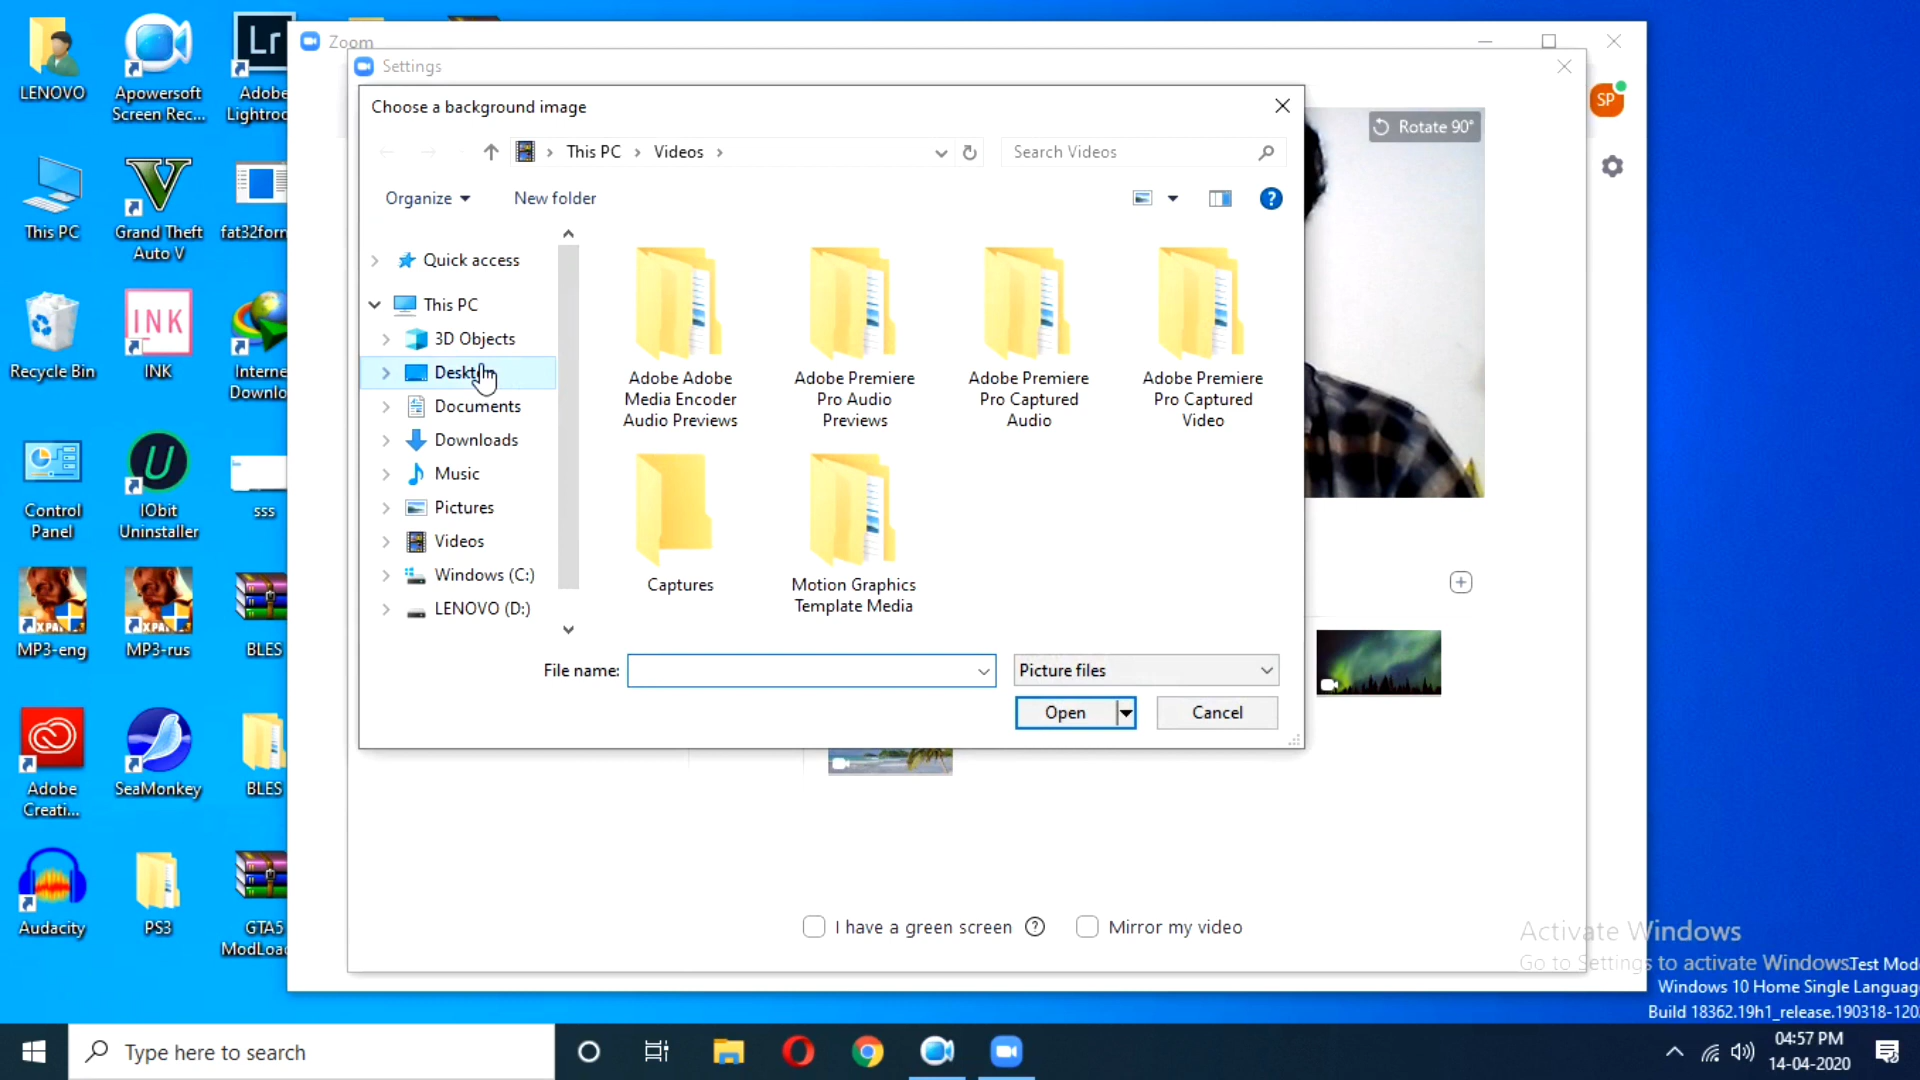 LENOVO
Apowersoft
Screen Rec...
Lr
Adobe
Lightroo
This PC
Grand Theft
Auto V
fat32form
Recycle Bin
INK
INK
Interne
Downlo
Control
Panel
IObit
Uninstaller
sss
MP3-eng
MP3-rus
BLES
Adobe
Creati...
SeaMonkey
BLES
Audacity
PS3
GTA5
ModLoad
Zoom
Settings
SP
Rotate 90°
Choose a background image
This PC
Videos
Search Videos
Organize
New folder
Quick access
This PC
3D Objects
Desktop
Documents
Downloads
Music
Pictures
Videos
Windows (C:)
LENOVO (D:)
Adobe Adobe
Media Encoder
Audio Previews
Adobe Premiere
Pro Audio
Previews
Adobe Premiere
Pro Captured
Audio
Adobe Premiere
Pro Captured
Video
Captures
Motion Graphics
Template Media
File name:
Picture files
Open
Cancel
I have a green screen
Mirror my video
Activate Windows
Go to Settings to activate Windows.
Test Mod
Windows 10 Home Single Languag
Build 18362.19h1_release.190318-120
Type here to search
04:57 PM
14-04-2020